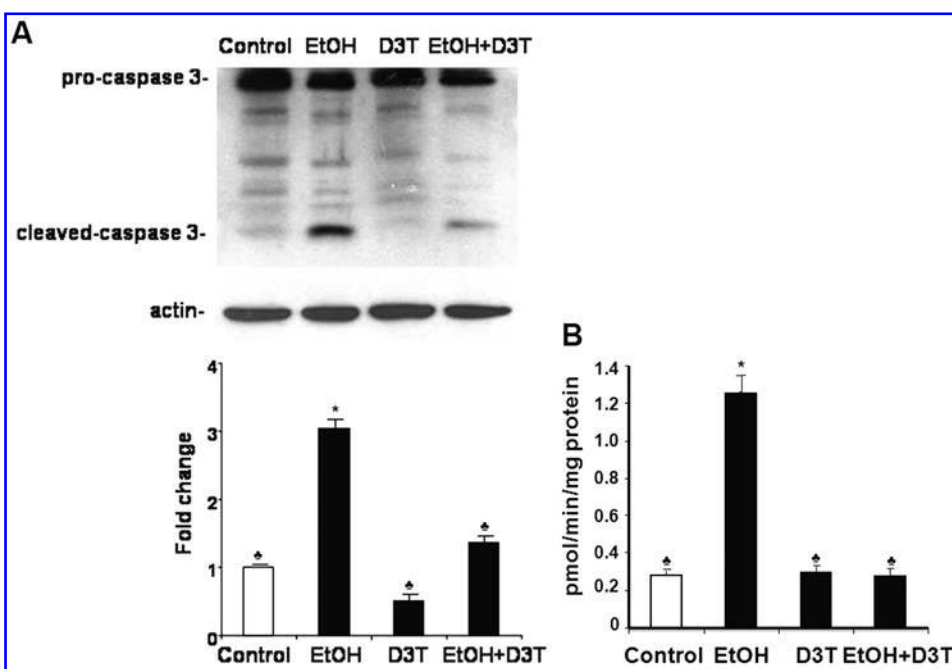 A
Control EtOH D3T EtOH+D3T
pro-caspase 3-
cleaved-caspase 3-
actin-
4
3
2
1
0
Fold change
*
♣
♣
♣
Control EtOH D3T EtOH+D3T
B
1.4
1.2
1.0
0.8
0.6
0.4
0.2
0
pmol/min/mg protein
*
♣
♣
♣
Control EtOH D3T EtOH+D3T